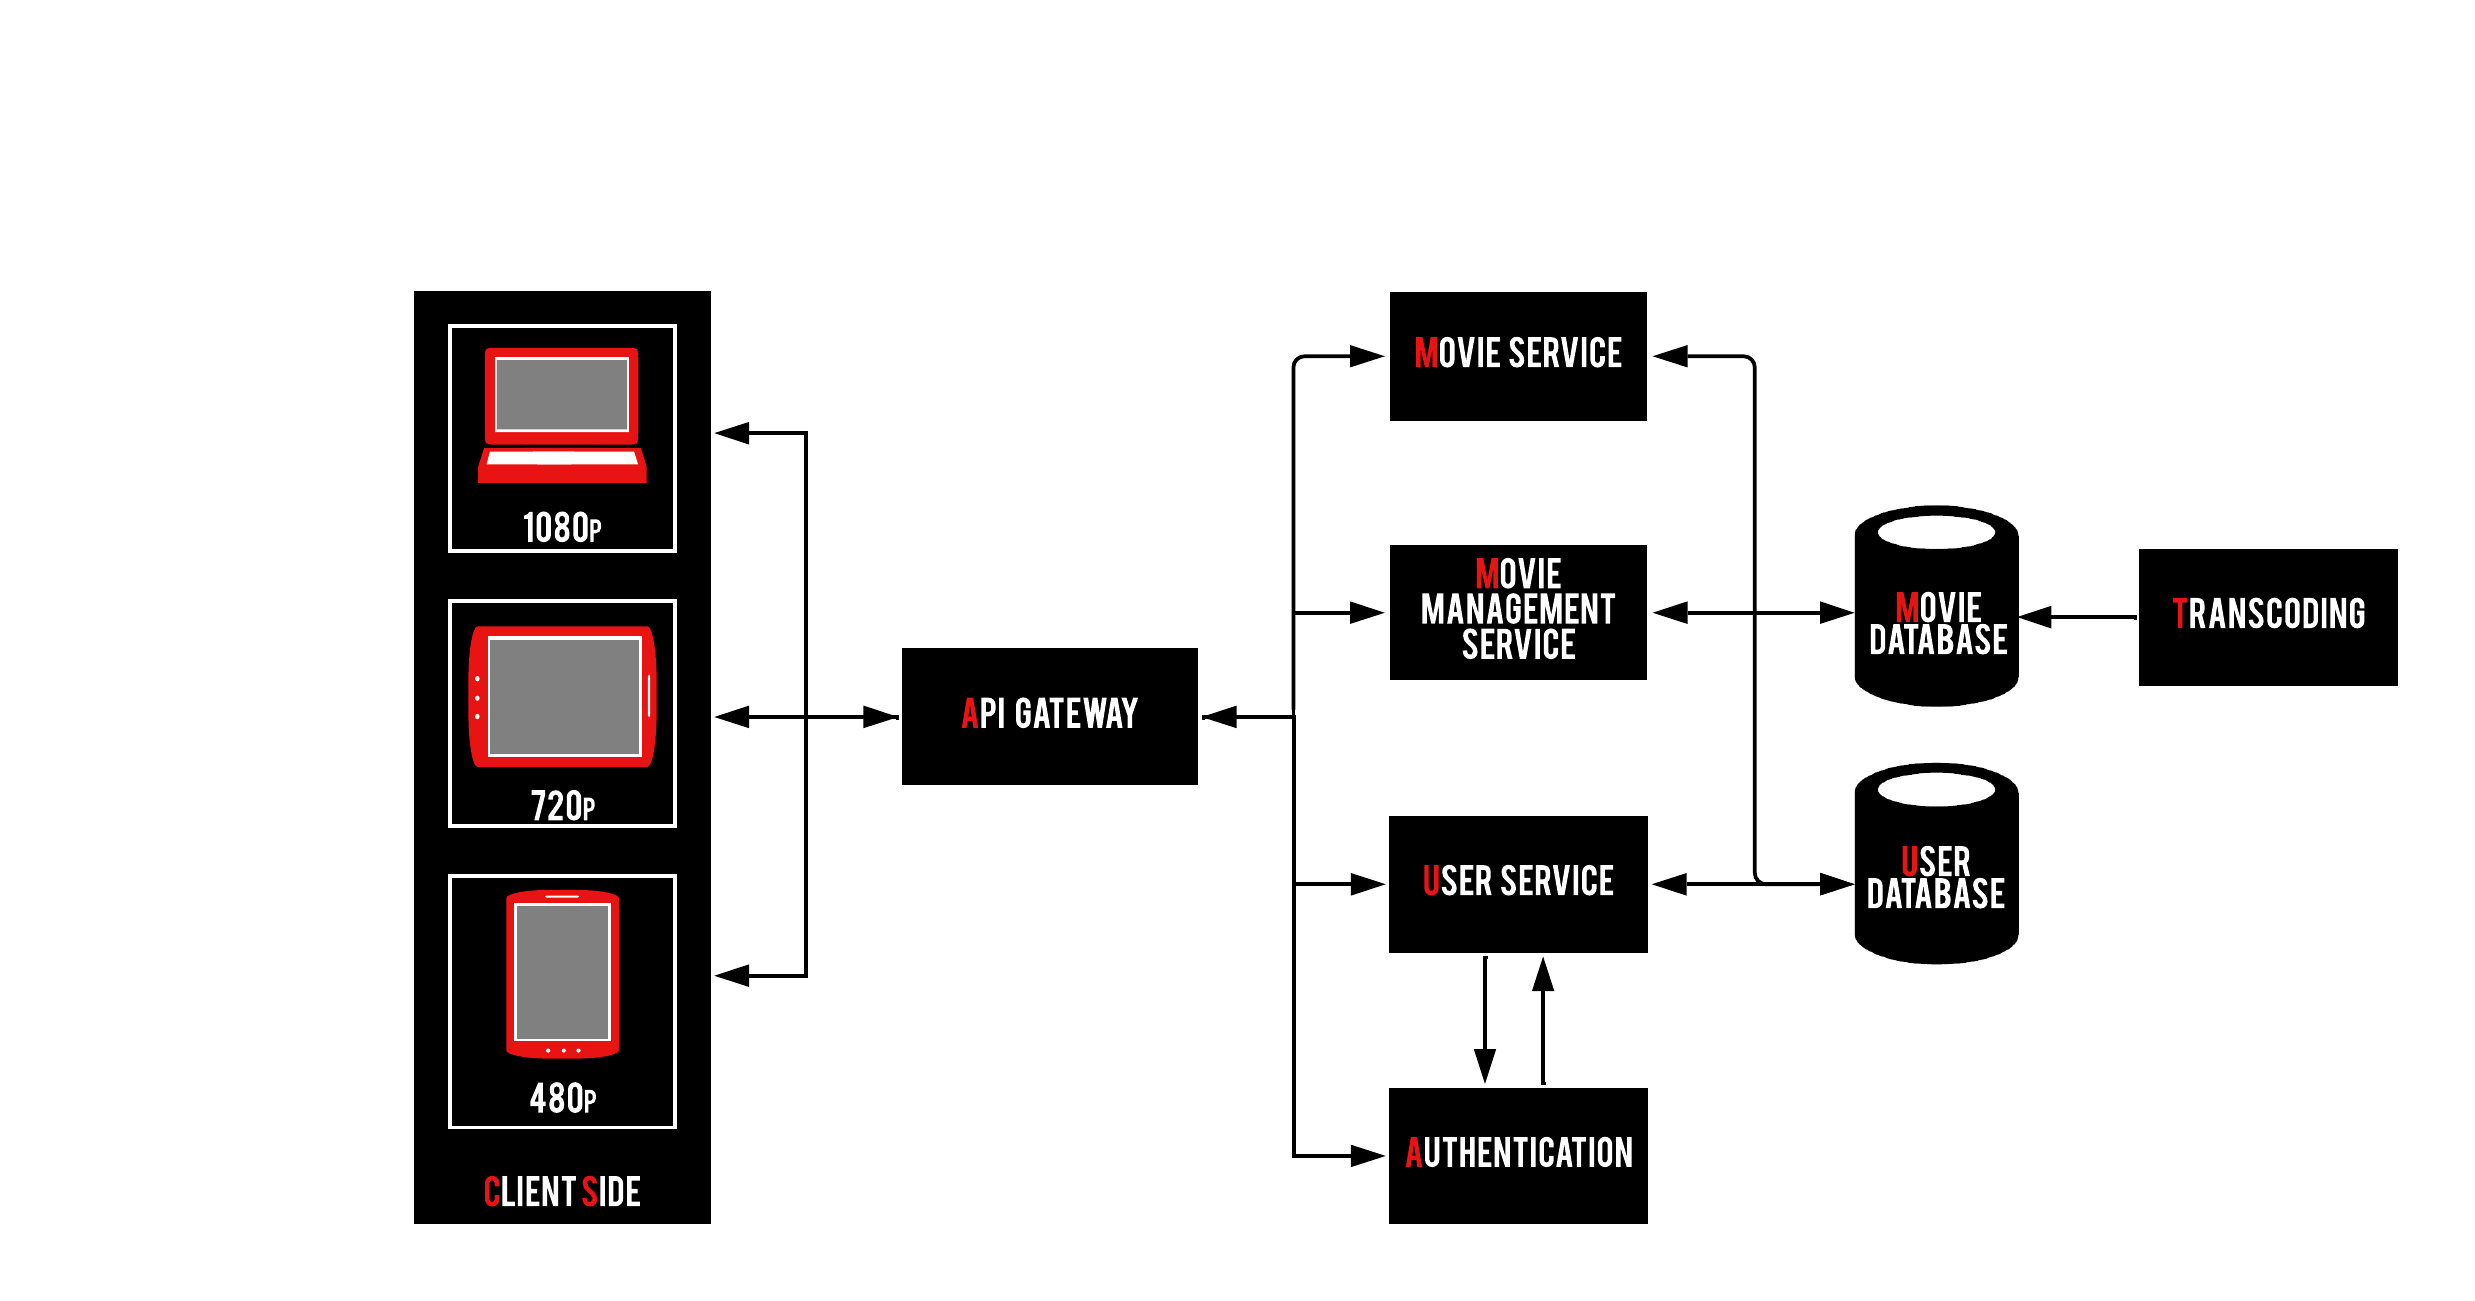 1080P
720P
480P
CLIENT SIDE
API GATEWAY
MOVIE SERVICE
MOVIE
MANAGEMENT
SERVICE
USER SERVICE
AUTHENTICATION
MOVIE
DATABASE
USER
DATABASE
TRANSCODING